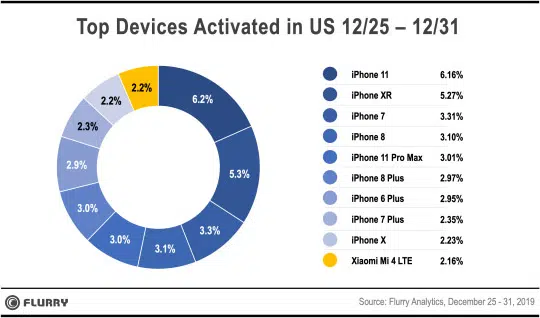 Top Devices Activated in US 12/25 – 12/31
6.2%
5.3%
3.3%
3.1%
3.0%
3.0%
2.9%
2.3%
2.2%
2.2%
iPhone 11 6.16%
iPhone XR 5.27%
iPhone 7 3.31%
iPhone 8 3.10%
iPhone 11 Pro Max 3.01%
iPhone 8 Plus 2.97%
iPhone 6 Plus 2.95%
iPhone 7 Plus 2.35%
iPhone X 2.23%
Xiaomi Mi 4 LTE 2.16%
FLURRY
Source: Flurry Analytics, December 25 - 31, 2019